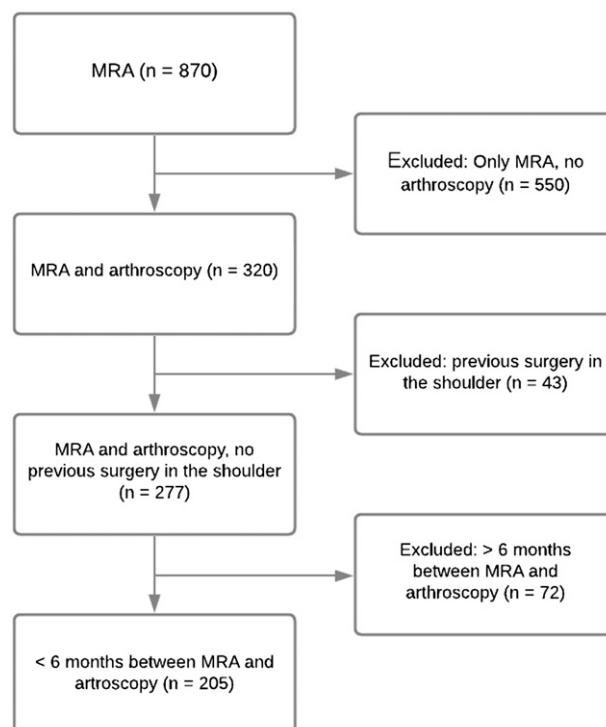 MRA (n = 870)
Excluded: Only MRA, no
arthroscopy (n = 550)
MRA and arthroscopy (n = 320)
Excluded: previous surgery in
the shoulder (n = 43)
MRA and arthroscopy, no
previous surgery in the shoulder
(n = 277)
Excluded: > 6 months
between MRA and
arthroscopy (n = 72)
< 6 months between MRA and
artroscopy (n = 205)